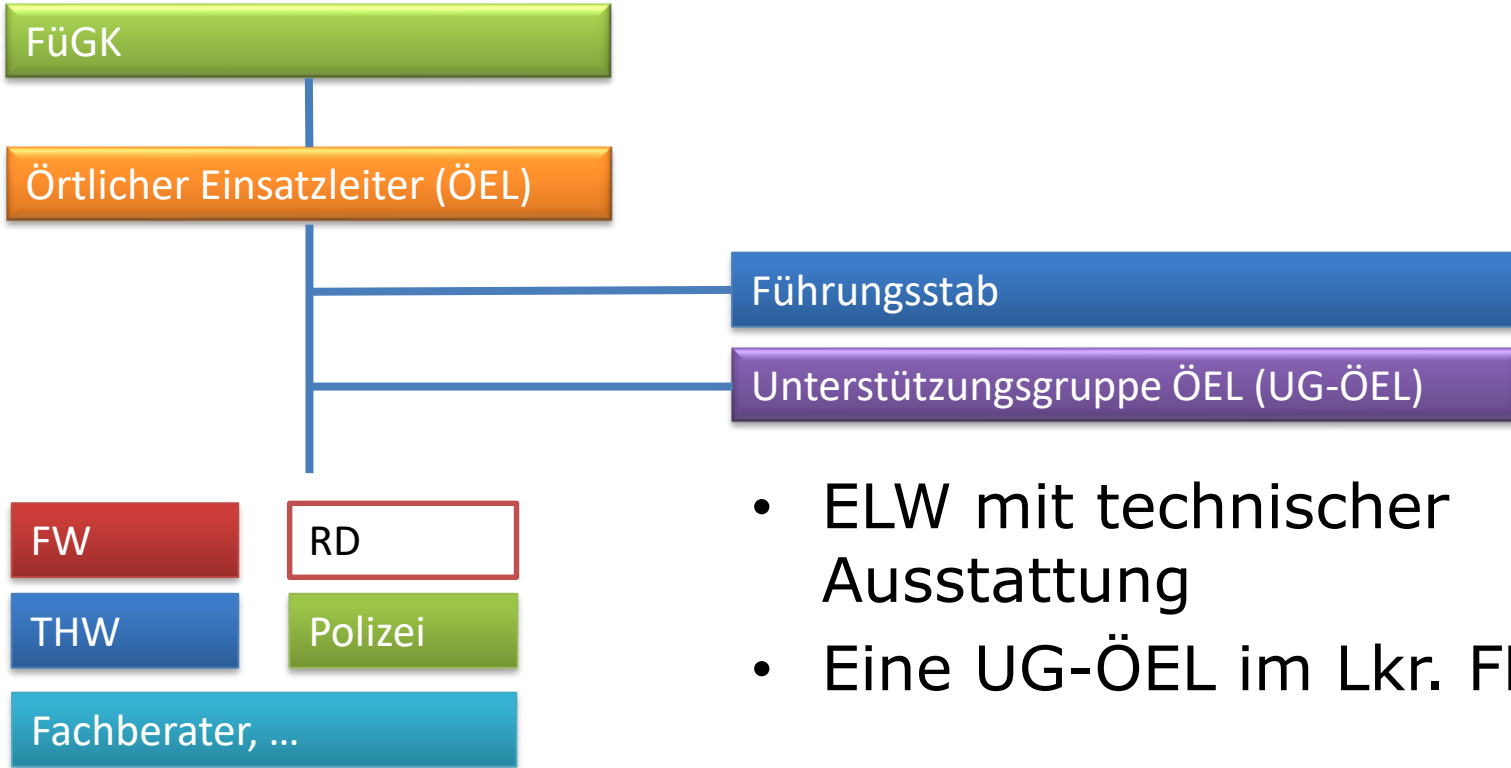 FüGK
Örtlicher Einsatzleiter (ÖEL)
Führungsstab
Unterstützungsgruppe ÖEL (UG-ÖEL)
FW
RD
THW
Polizei
Fachberater, ...
• ELW mit technischer
Ausstattung
• Eine UG-ÖEL im Lkr.